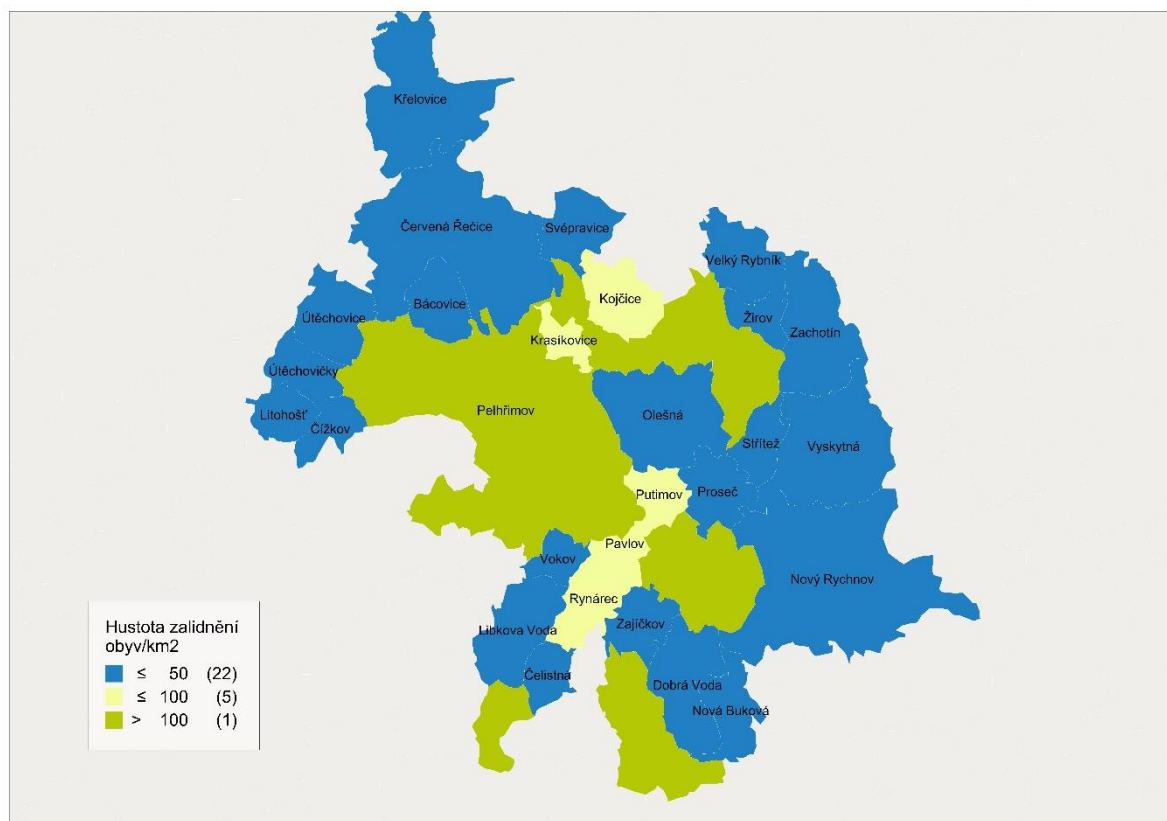 Křelovice
Červená Řečice
Svépravice
Velký Rybník
Bácovice
Kojčice
Útěchovice
Žirov
Zachotín
Krasíkovice
Útěchovičky
Pelhřimov
Olešná
Litohošť
Čížkov
Střítež
Vyskytná
Putimov
Proseč
Pavlov
Vokov
Nový Rychnov
Rynárec
Zajíčkov
Libkova Voda
Čelistná
Dobrá Voda
Nová Buková
Hustota zalidnění
obyv/km2
≤ 50 (22)
≤ 100 (5)
> 100 (1)